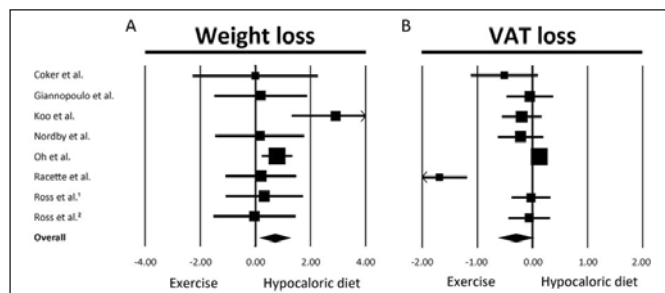 A
Weight loss
B
VAT loss
Coker et al.
Giannopoulo et al.
Koo et al.
Nordby et al.
Oh et al.
Racette et al.
Ross et al.¹
Ross et al.²
Overall
-4.00 -2.00 0.00 2.00 4.00
-2.00 -1.00 0.00 1.00 2.00
Exercise Hypocaloric diet
Exercise Hypocaloric diet